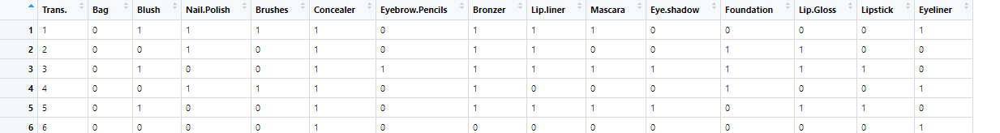 Trans. Bag Blush Nail.Polish Brushes Concealer Eyebrow.Pencils Bronzer Lip.liner Mascara Eye.shadow Foundation Lip.Gloss Lipstick Eyeliner
1 1 0 1 1 1 1 0 1 1 1 0 0 0 0 1
2 2 0 0 1 0 1 0 1 1 0 0 1 1 0 0
3 3 0 1 0 0 1 1 1 1 1 1 1 1 1 0
4 4 0 0 1 1 1 0 1 0 0 0 1 0 0 1
5 5 0 1 0 0 1 0 1 1 1 1 0 1 1 0
6 6 0 0 0 0 1 0 0 0 0 0 0 0 0 1